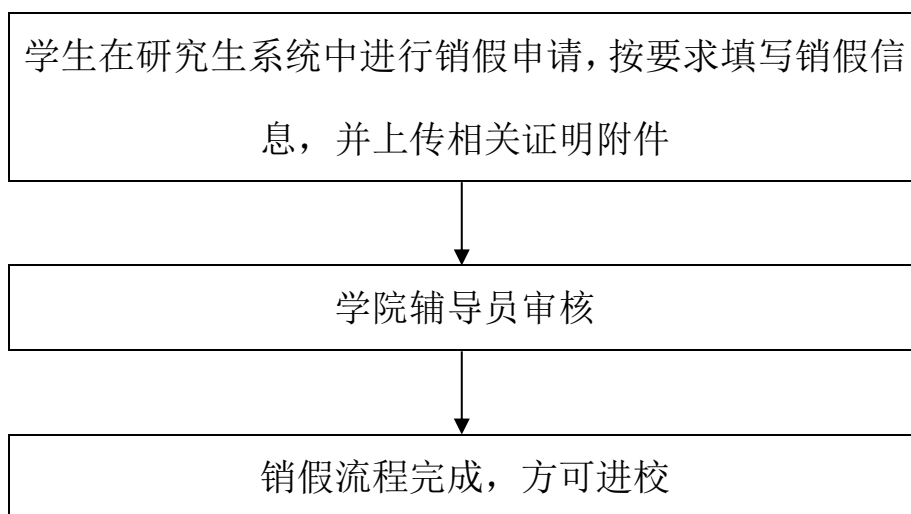 学生在研究生系统中进行销假申请，按要求填写销假信
息，并上传相关证明附件
学院辅导员审核
销假流程完成，方可进校